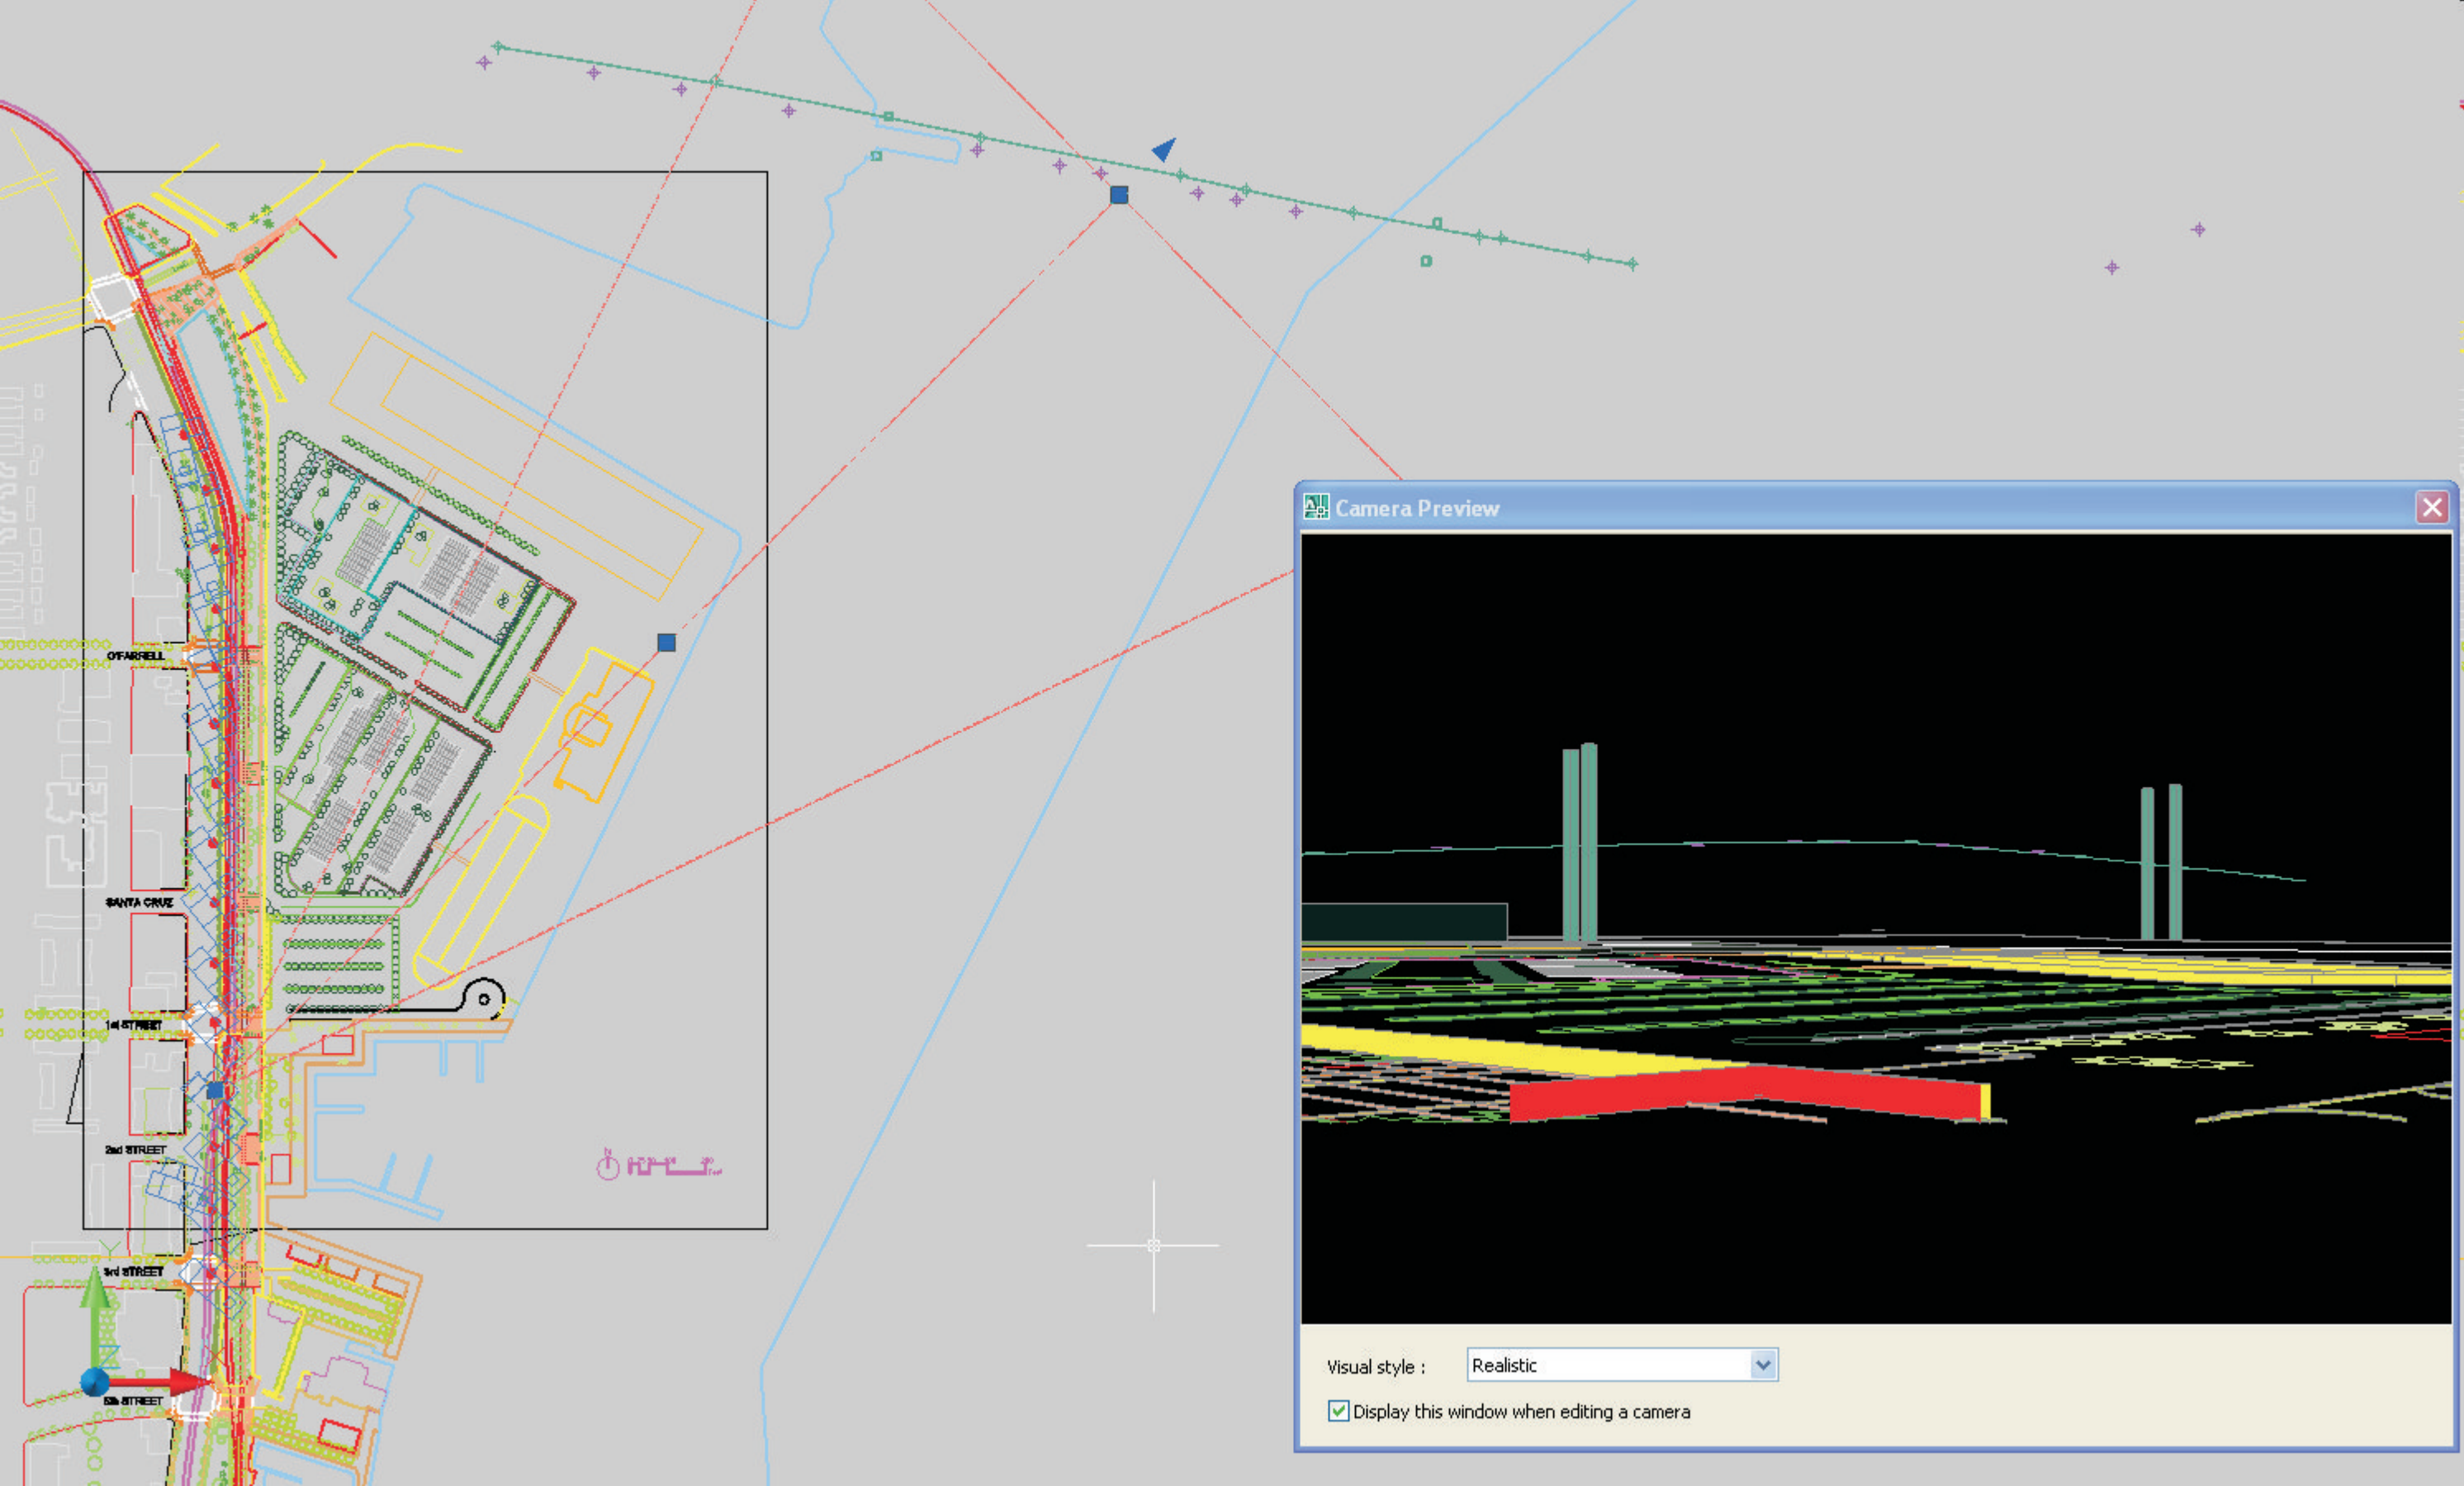 O'FARRELL
SANTA CRUZ
1st STREET
2nd STREET
3rd STREET
5th STREET
Camera Preview
Visual style :
Realistic
Display this window when editing a camera